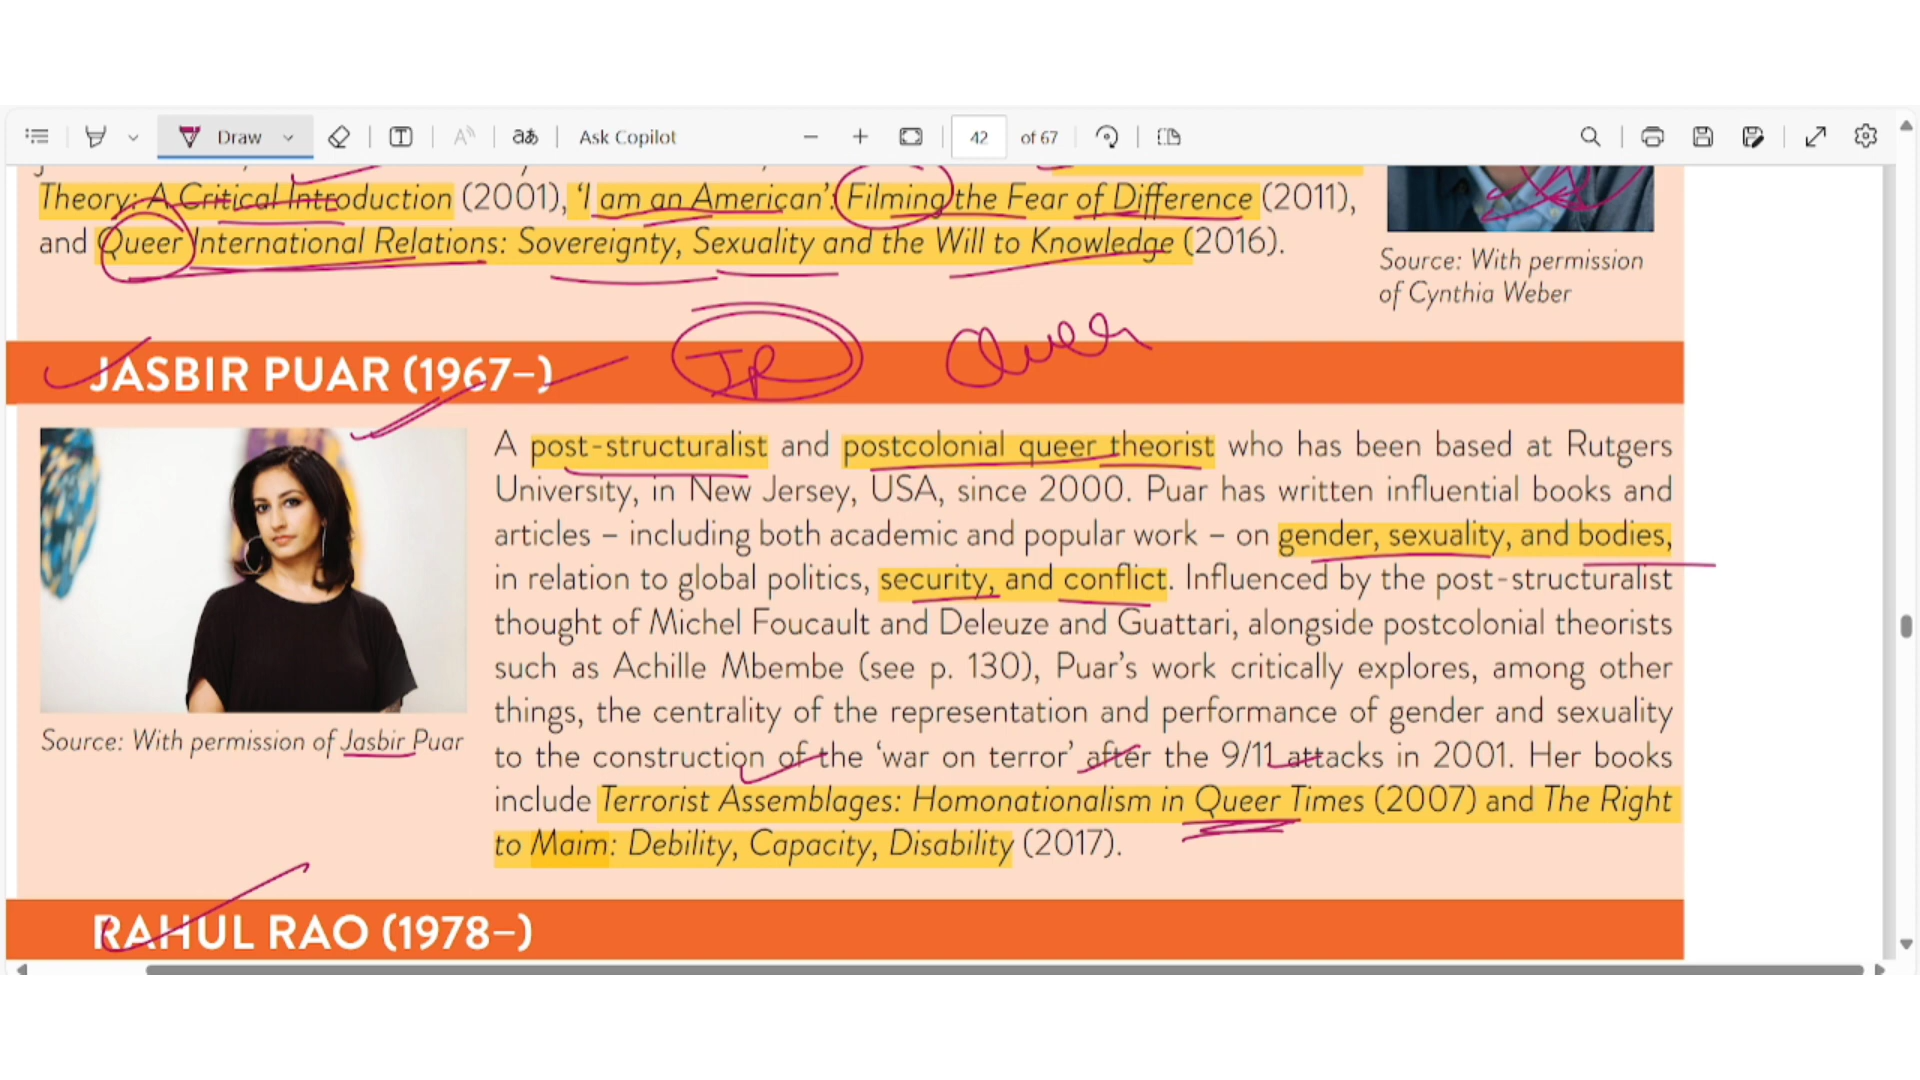 Draw
Ask Copilot
42 of 67
Theory: A Critical Introduction (2001), ‘I am an American’: Filming the Fear of Difference (2011),
and Queer International Relations: Sovereignty, Sexuality and the Will to Knowledge (2016).
Source: With permission
of Cynthia Weber
JASBIR PUAR (1967–)
Queer
A post-structuralist and postcolonial queer theorist who has been based at Rutgers
University, in New Jersey, USA, since 2000. Puar has written influential books and
articles – including both academic and popular work – on gender, sexuality, and bodies,
in relation to global politics, security, and conflict. Influenced by the post-structuralist
thought of Michel Foucault and Deleuze and Guattari, alongside postcolonial theorists
such as Achille Mbembe (see p. 130), Puar’s work critically explores, among other
things, the centrality of the representation and performance of gender and sexuality
to the construction of the ‘war on terror’ after the 9/11 attacks in 2001. Her books
include Terrorist Assemblages: Homonationalism in Queer Times (2007) and The Right
to Maim: Debility, Capacity, Disability (2017).
Source: With permission of Jasbir Puar
RAHUL RAO (1978–)